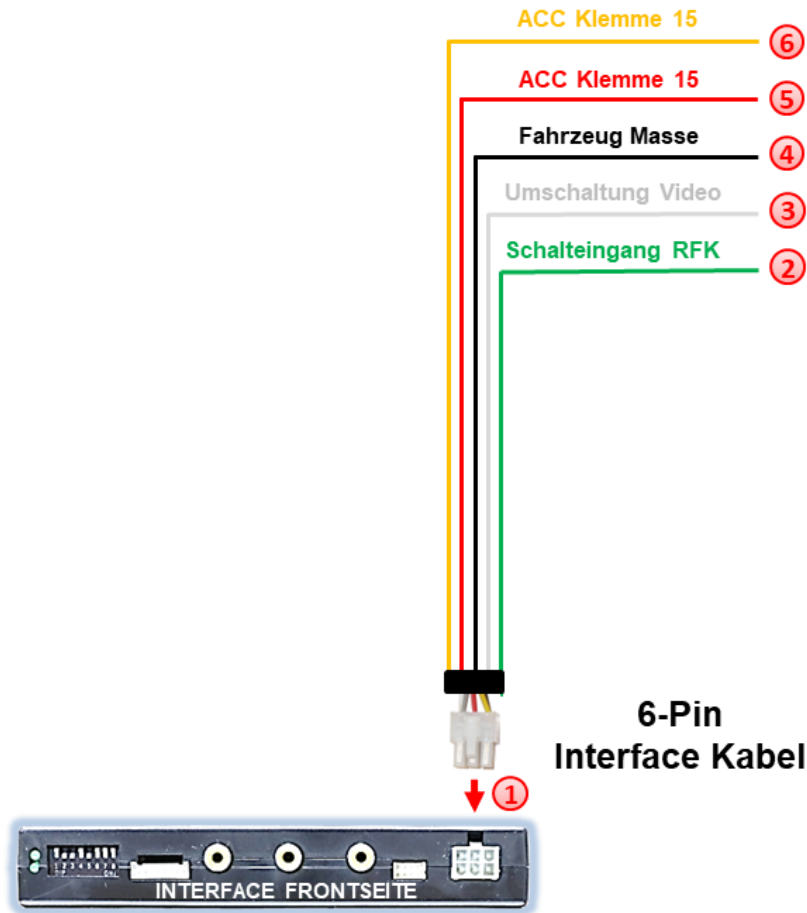 ACC Klemme 15
6
ACC Klemme 15
5
Fahrzeug Masse
4
Umschaltung Video
3
Schalteingang RFK
2
6-Pin
Interface Kabel
1
INTERFACE FRONTSEITE